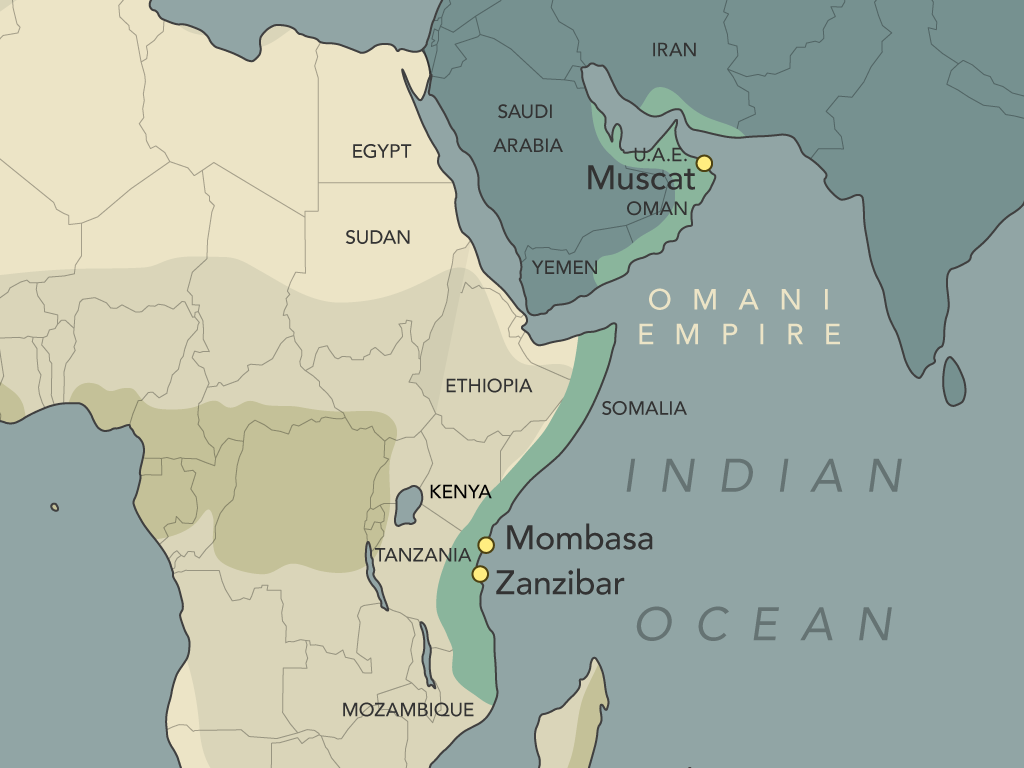 IRAN
SAUDI
ARABIA
EGYPT
U.A.E.
Muscat
OMAN
SUDAN
YEMEN
OMANI
EMPIRE
ETHIOPIA
SOMALIA
INDIAN
KENYA
Mombasa
TANZANIA
Zanzibar
OCEAN
MOZAMBIQUE